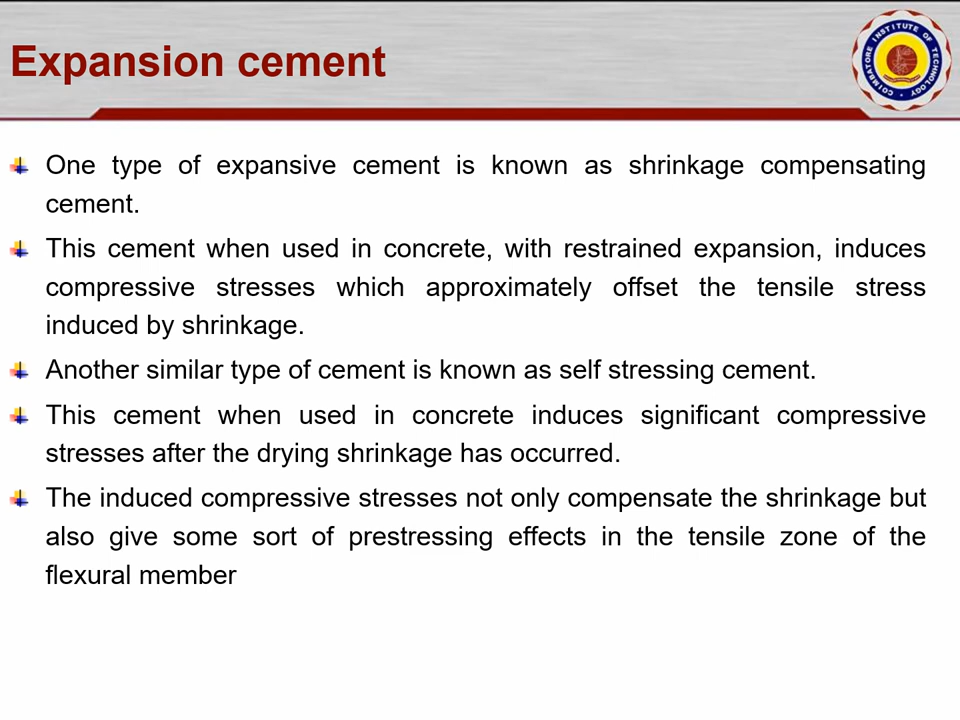 Expansion cement
COIMBATORE INSTITUTE OF TECHNOLOGY
One type of expansive cement is known as shrinkage compensating
cement.
This cement when used in concrete, with restrained expansion, induces
compressive stresses which approximately offset the tensile stress
induced by shrinkage.
Another similar type of cement is known as self stressing cement.
This cement when used in concrete induces significant compressive
stresses after the drying shrinkage has occurred.
The induced compressive stresses not only compensate the shrinkage but
also give some sort of prestressing effects in the tensile zone of the
flexural member